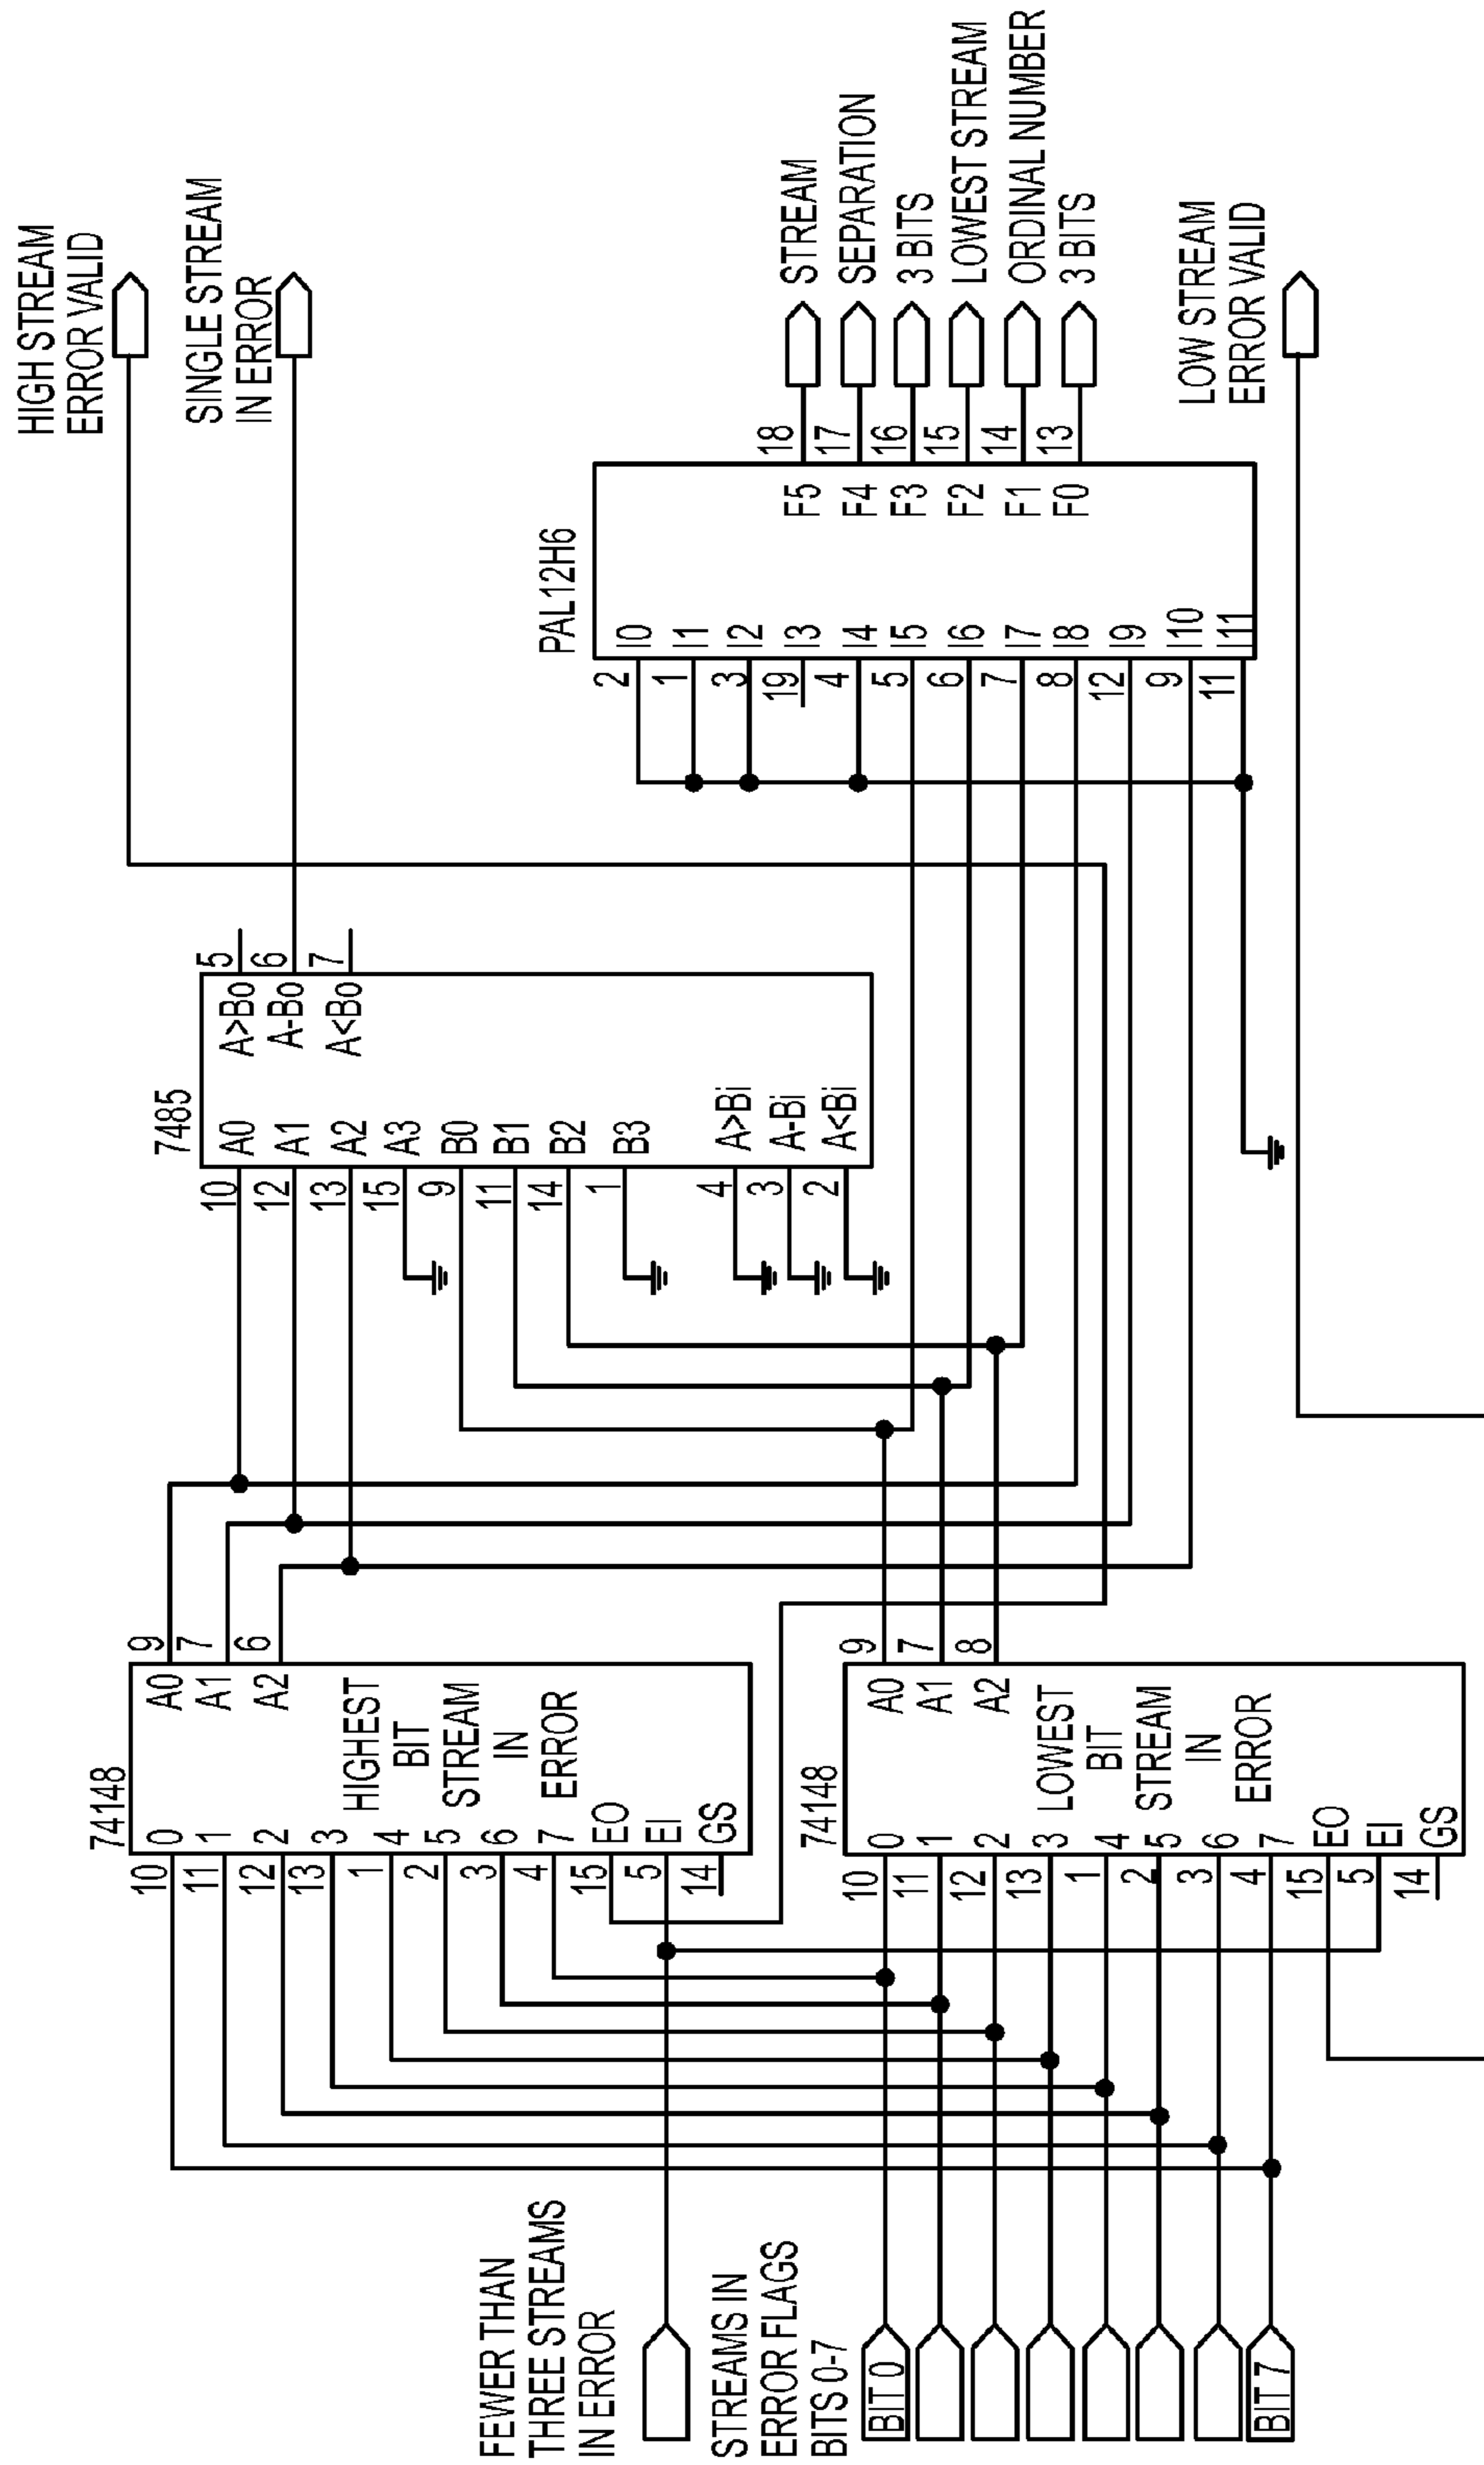 HIGH STREAM
ERROR VALID
SINGLE STREAM
IN ERROR
74148
0
1
2
3
4
5
6
7
EO
EI
GS
10
11
12
13
1
2
3
4
15
5
14
A0
A1
A2
9
7
6
HIGHEST
BIT
STREAM
IN
ERROR
7485
A0
A1
A2
A3
B0
B1
B2
B3
A>Bi
A-Bi
A<Bi
10
12
13
15
9
11
14
1
4
3
2
A>Bo
A-Bo
A<Bo
5
6
7
PAL12H6
I0
I1
I2
I3
I4
I5
I6
I7
I8
I9
I10
I11
2
1
3
19
4
5
6
7
8
12
9
11
F5
F4
F3
F2
F1
F0
18
17
16
15
14
13
STREAM
SEPARATION
3 BITS
LOWEST STREAM
ORDINAL NUMBER
3 BITS
FEWER THAN
THREE STREAMS
IN ERROR
STREAMS IN
ERROR FLAGS
BITS 0-7
BIT 0
BIT 7
74148
0
1
2
3
4
5
6
7
EO
EI
GS
10
11
12
13
1
2
3
4
15
5
14
A0
A1
A2
9
7
8
LOWEST
BIT
STREAM
IN
ERROR
LOW STREAM
ERROR VALID